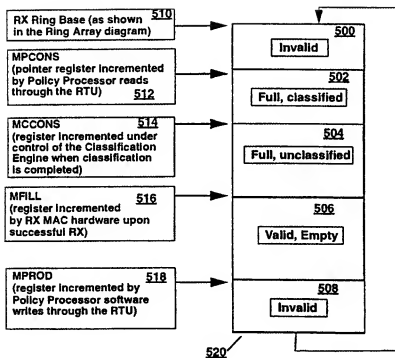 RX Ring Base (as shown 510
in the Ring Array diagram)
MPCONS
(pointer register incremented
by Policy Processor reads
through the RTU) 512
MCCONS 514
(register incremented under
control of the Classification
Engine when classification
is completed)
MFILL 516
(register incremented
by RX MAC hardware upon
successful RX)
MPROD 518
(register incremented by
Policy Processor software
writes through the RTU)
500
Invalid
502
Full, classified
504
Full, unclassified
506
Valid, Empty
508
Invalid
520